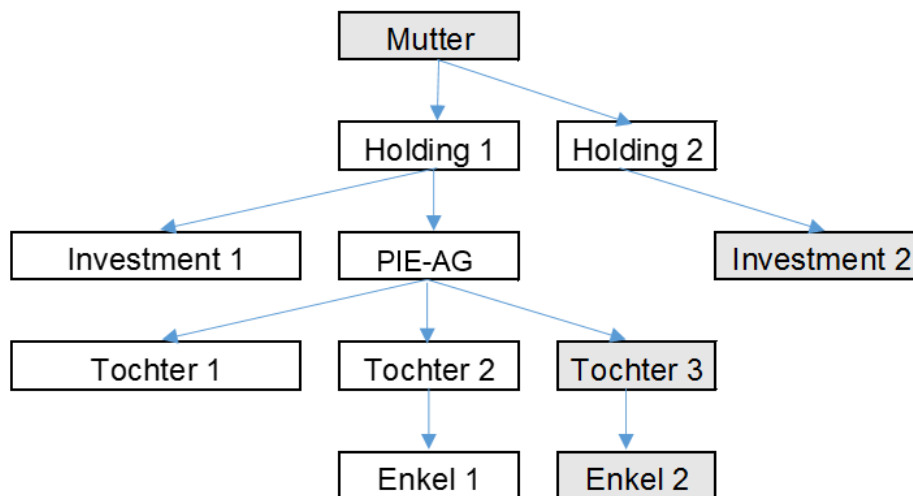 Mutter
Holding 1
Holding 2
Investment 1
PIE-AG
Investment 2
Tochter 1
Tochter 2
Tochter 3
Enkel 1
Enkel 2